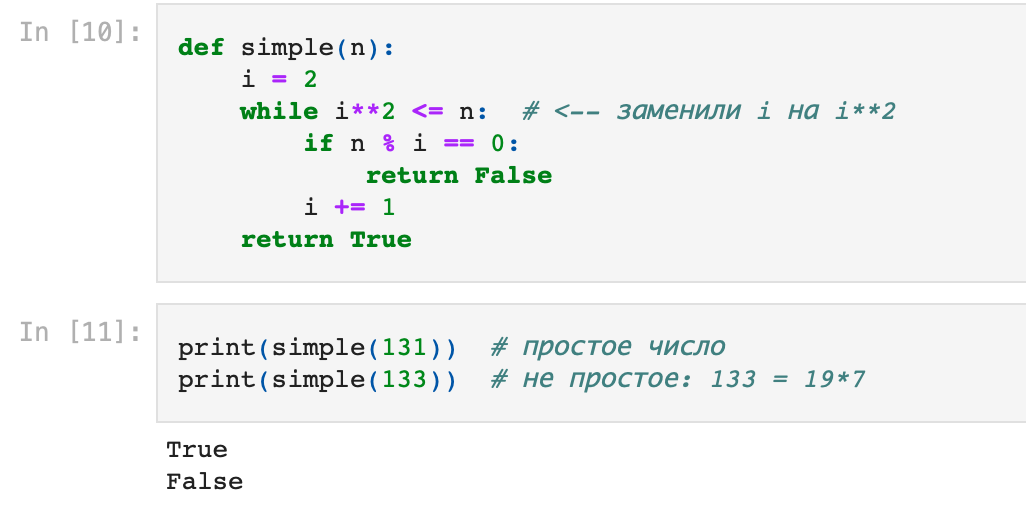 In [10]:
def simple(n):
    i = 2
    while i**2 <= n:  # <-- заменили i на i**2
        if n % i == 0:
            return False
        i += 1
    return True
In [11]:
print(simple(131))  # простое число
print(simple(133))  # не простое: 133 = 19*7
True
False